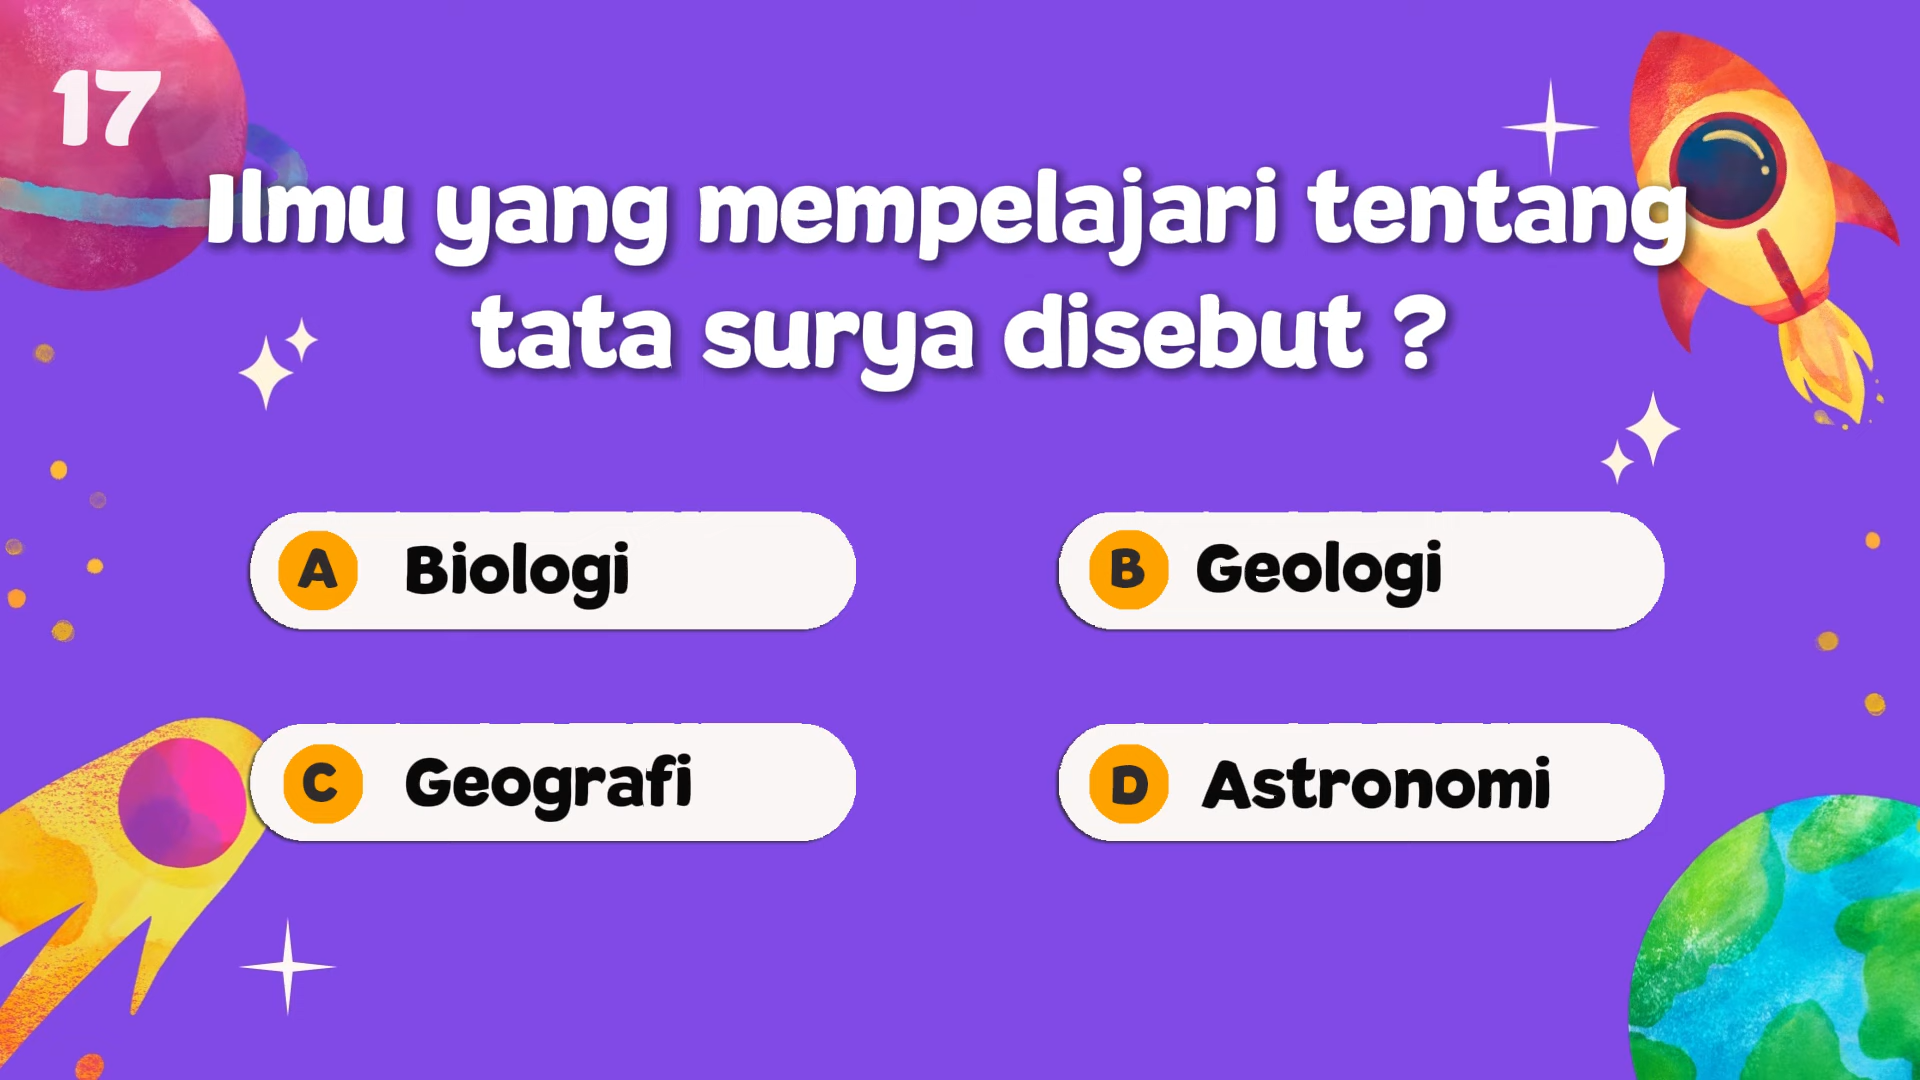 17
Ilmu yang mempelajari tentang
tata surya disebut ?
A Biologi
B Geologi
C Geografi
D Astronomi